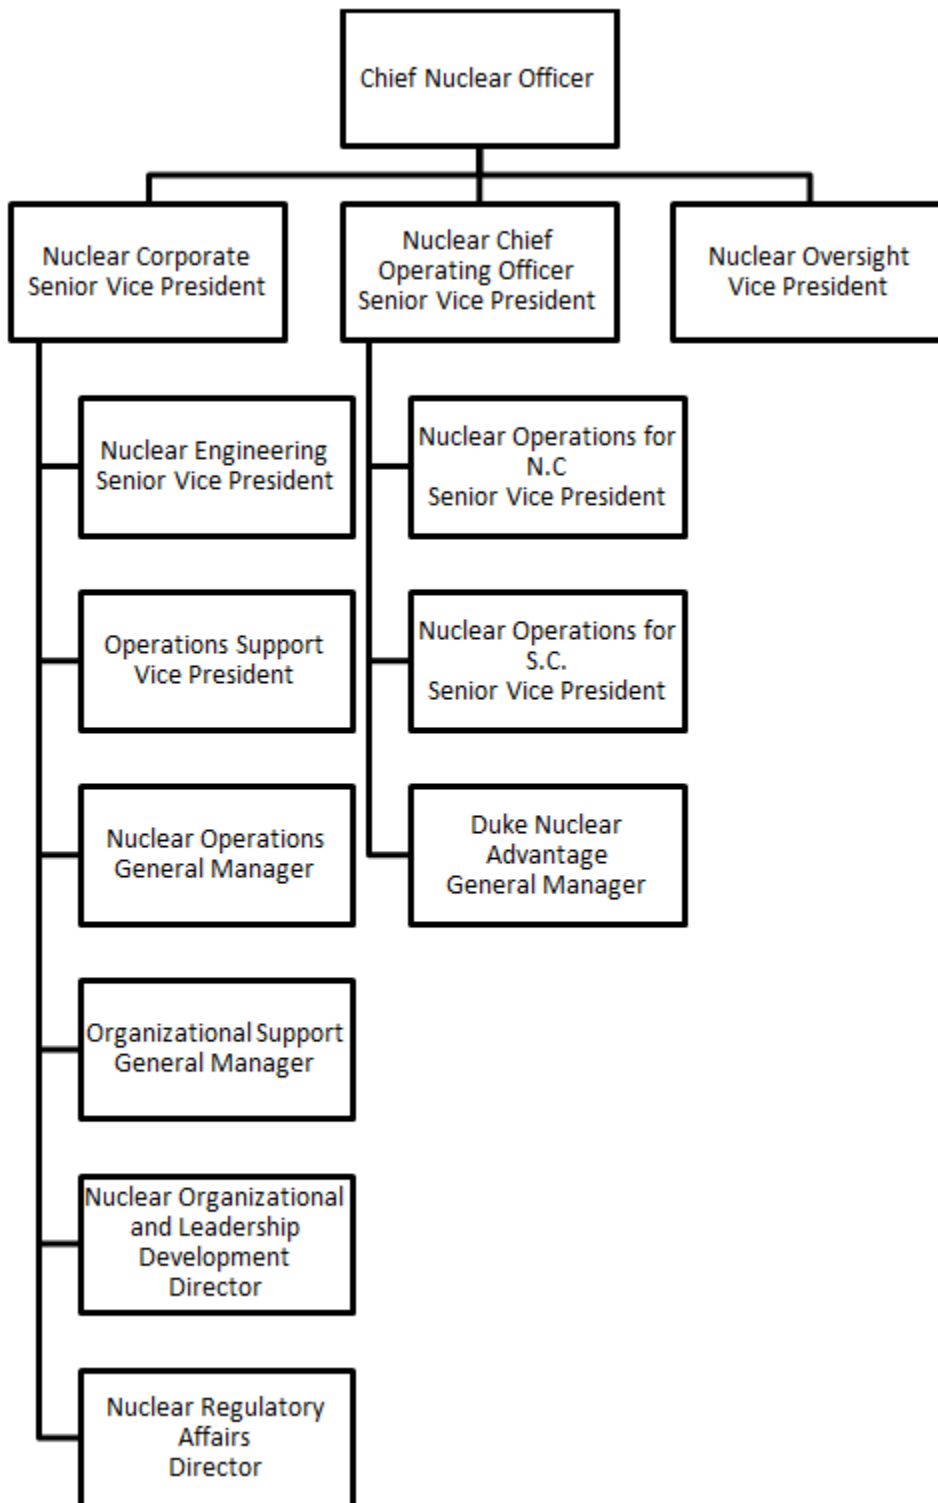 Chief Nuclear Officer
Nuclear Corporate
Senior Vice President
Nuclear Chief
Operating Officer
Senior Vice President
Nuclear Oversight
Vice President
Nuclear Engineering
Senior Vice President
Operations Support
Vice President
Nuclear Operations
General Manager
Organizational Support
General Manager
Nuclear Organizational
and Leadership
Development
Director
Nuclear Regulatory
Affairs
Director
Nuclear Operations for
N.C
Senior Vice President
Nuclear Operations for
S.C.
Senior Vice President
Duke Nuclear
Advantage
General Manager